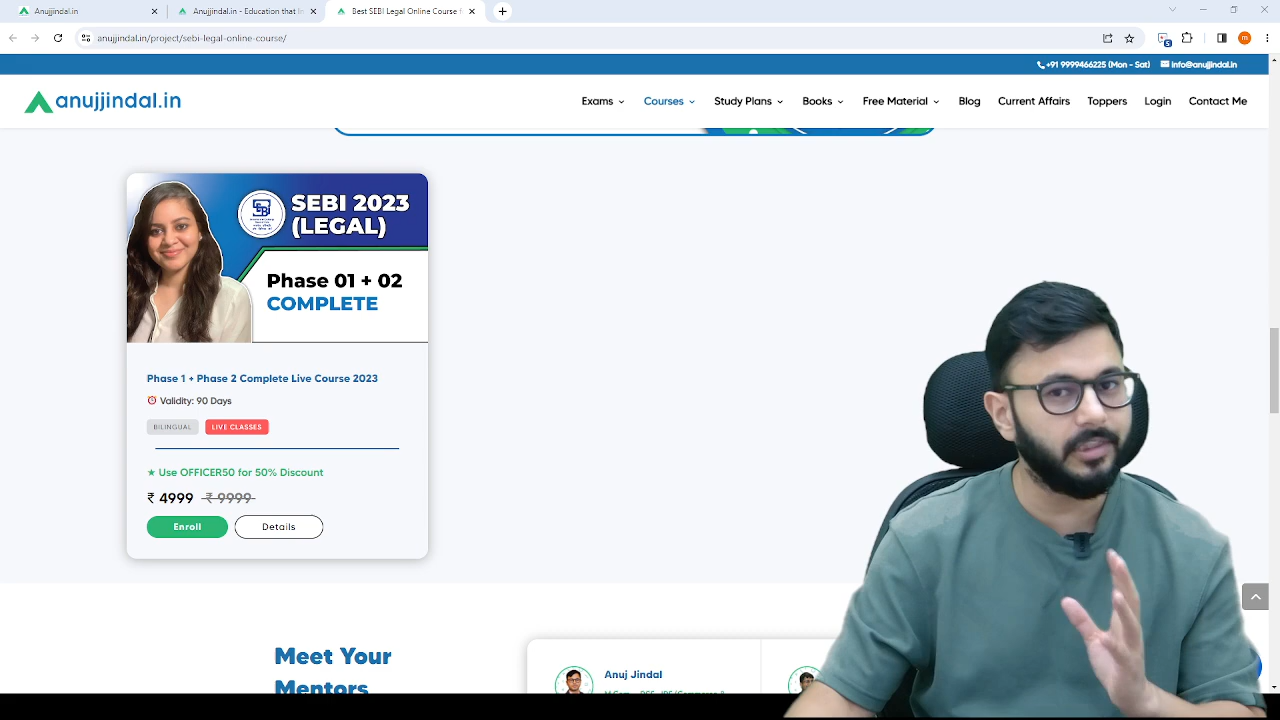 Anujjindal.in
Anujjindal.in - Education that In
Best SEBI Legal Online Course f
anujjindal.in/project/sebi-legal-online-course/
5
m
+91 9999466225 (Mon - Sat) info@anujjindal.in
anujjindal.in
Exams Courses Study Plans Books Free Material Blog Current Affairs Toppers Login Contact Me
SEBI 2023
(LEGAL)
Phase 01 + 02
COMPLETE
Phase 1 + Phase 2 Complete Live Course 2023
Validity: 90 Days
BILINGUAL LIVE CLASSES
★ Use OFFICER50 for 50% Discount
₹ 4999 ₹ 9999
Enroll Details
Meet Your
Mentors
Anuj Jindal